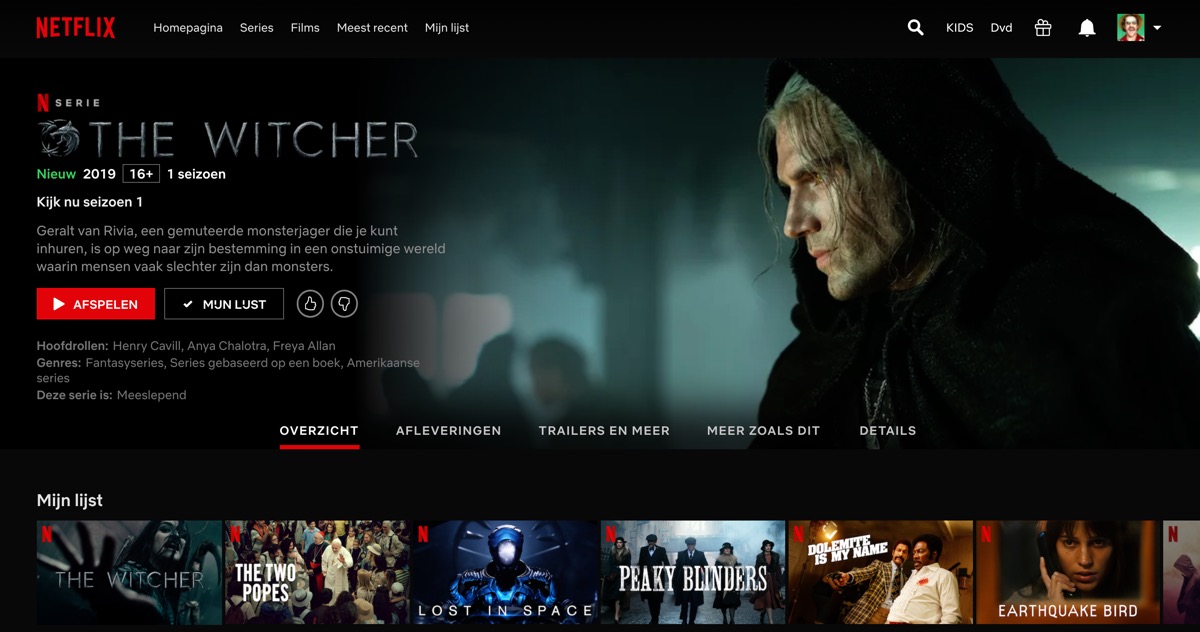 NETFLIX Homepagina Series Films Meest recent Mijn lijst KIDS Dvd
N SERIE
THE WITCHER
Nieuw 2019 16+ 1 seizoen
Kijk nu seizoen 1
Geralt van Rivia, een gemuteerde monsterjager die je kunt
inhuren, is op weg naar zijn bestemming in een onstuimige wereld
waarin mensen vaak slechter zijn dan monsters.
AFSPELEN MIJN LIJST
Hoofdrollen: Henry Cavill, Anya Chalotra, Freya Allan
Genres: Fantasyseries, Series gebaseerd op een boek, Amerikaanse
series
Deze serie is: Meeslepend
OVERZICHT AFLEVERINGEN TRAILERS EN MEER MEER ZOALS DIT DETAILS
Mijn lijst
N
THE WITCHER
N
THE TWO
POPES
N
LOST IN SPACE
N
PEAKY BLINDERS
N
DOLEMITE
IS MY NAME
N
EARTHQUAKE BIRD
N